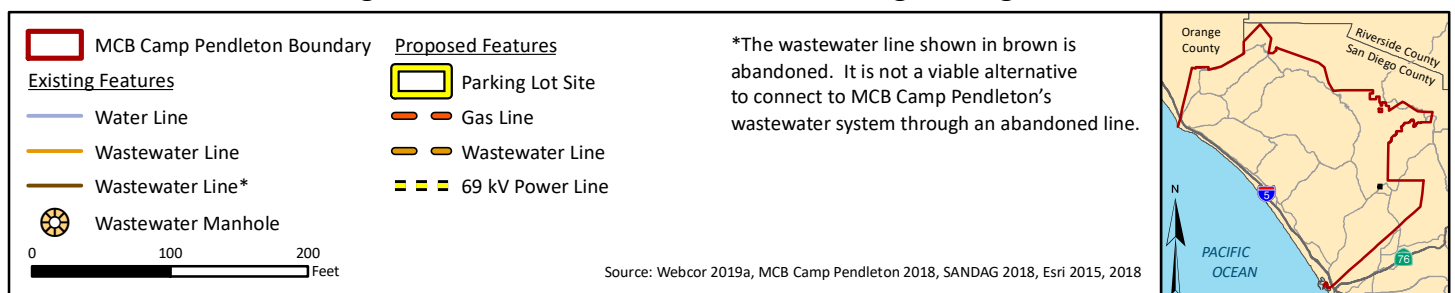 MCB Camp Pendleton Boundary
Existing Features
Water Line
Wastewater Line
Wastewater Line*
Wastewater Manhole
0 100 200
Feet
Proposed Features
Parking Lot Site
Gas Line
Wastewater Line
69 kV Power Line
*The wastewater line shown in brown is
abandoned. It is not a viable alternative
to connect to MCB Camp Pendleton's
wastewater system through an abandoned line.
Source: Webcor 2019a, MCB Camp Pendleton 2018, SANDAG 2018, Esri 2015, 2018
Orange
County
Riverside County
San Diego County
N
5
76
PACIFIC
OCEAN